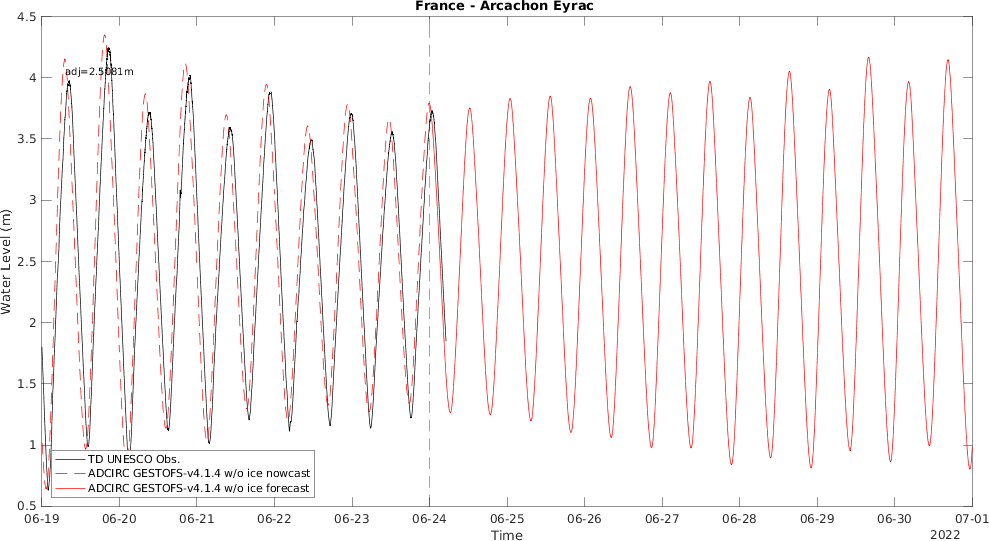 France - Arcachon Eyrac
4.5
4
3.5
3
2.5
2
1.5
1
0.5
Water Level (m)
adj=2.5081m
TD UNESCO Obs.
ADCIRC GESTOFS-v4.1.4 w/o ice nowcast
ADCIRC GESTOFS-v4.1.4 w/o ice forecast
06-19 06-20 06-21 06-22 06-23 06-24 06-25 06-26 06-27 06-28 06-29 06-30 07-01
Time
2022